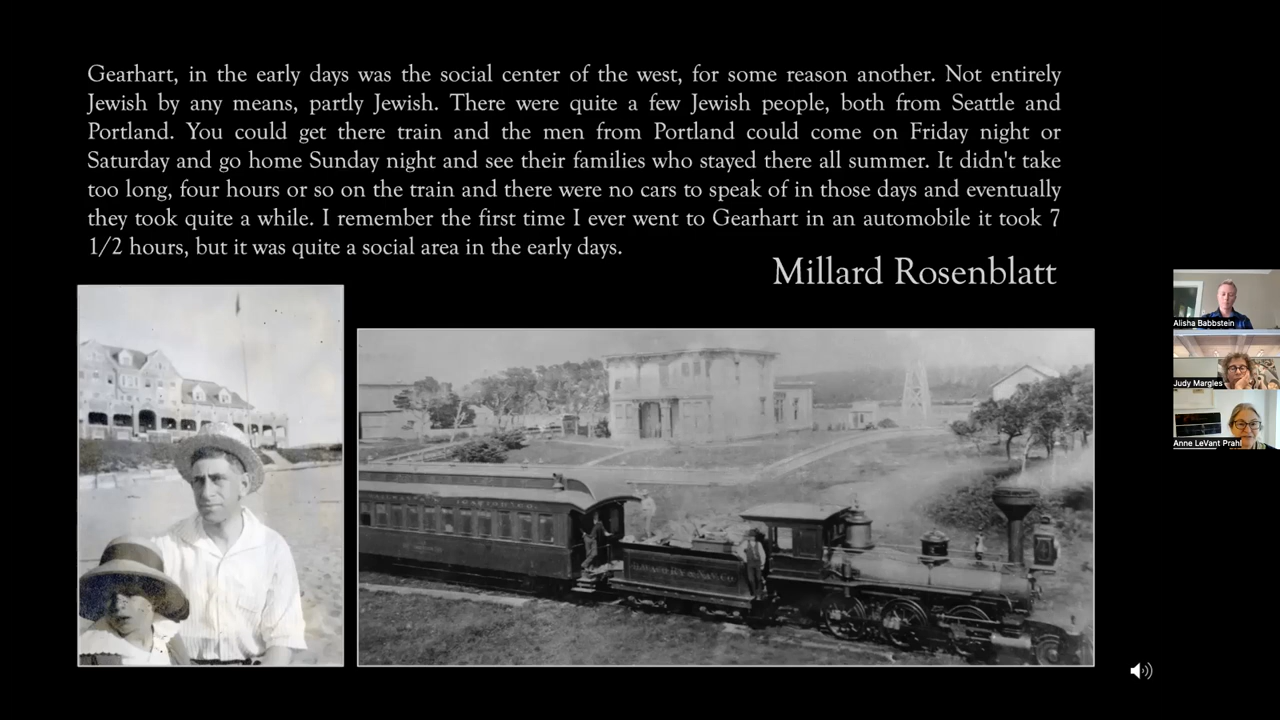 Gearhart, in the early days was the social center of the west, for some reason another. Not entirely
Jewish by any means, partly Jewish. There were quite a few Jewish people, both from Seattle and
Portland. You could get there train and the men from Portland could come on Friday night or
Saturday and go home Sunday night and see their families who stayed there all summer. It didn't take
too long, four hours or so on the train and there were no cars to speak of in those days and eventually
they took quite a while. I remember the first time I ever went to Gearhart in an automobile it took 7
1/2 hours, but it was quite a social area in the early days.
Millard Rosenblatt
Alisha Babbstein
Judy Margles
Anne LeVant Prahl